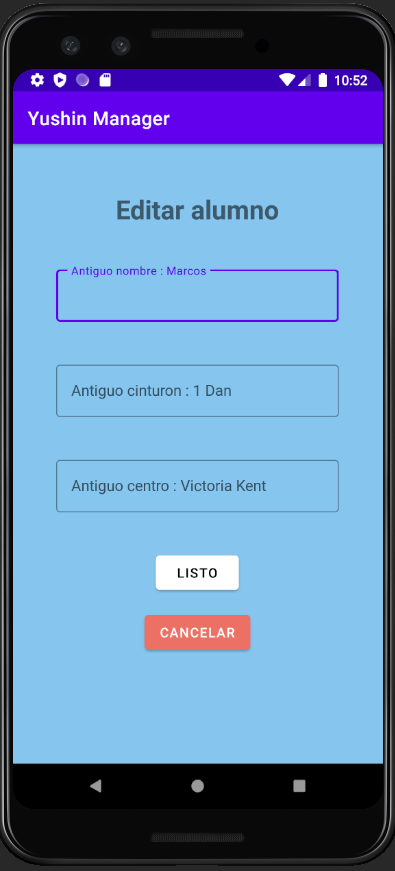 10:52
Yushin Manager
Editar alumno
Antiguo nombre : Marcos
Antiguo cinturon : 1 Dan
Antiguo centro : Victoria Kent
LISTO
CANCELAR